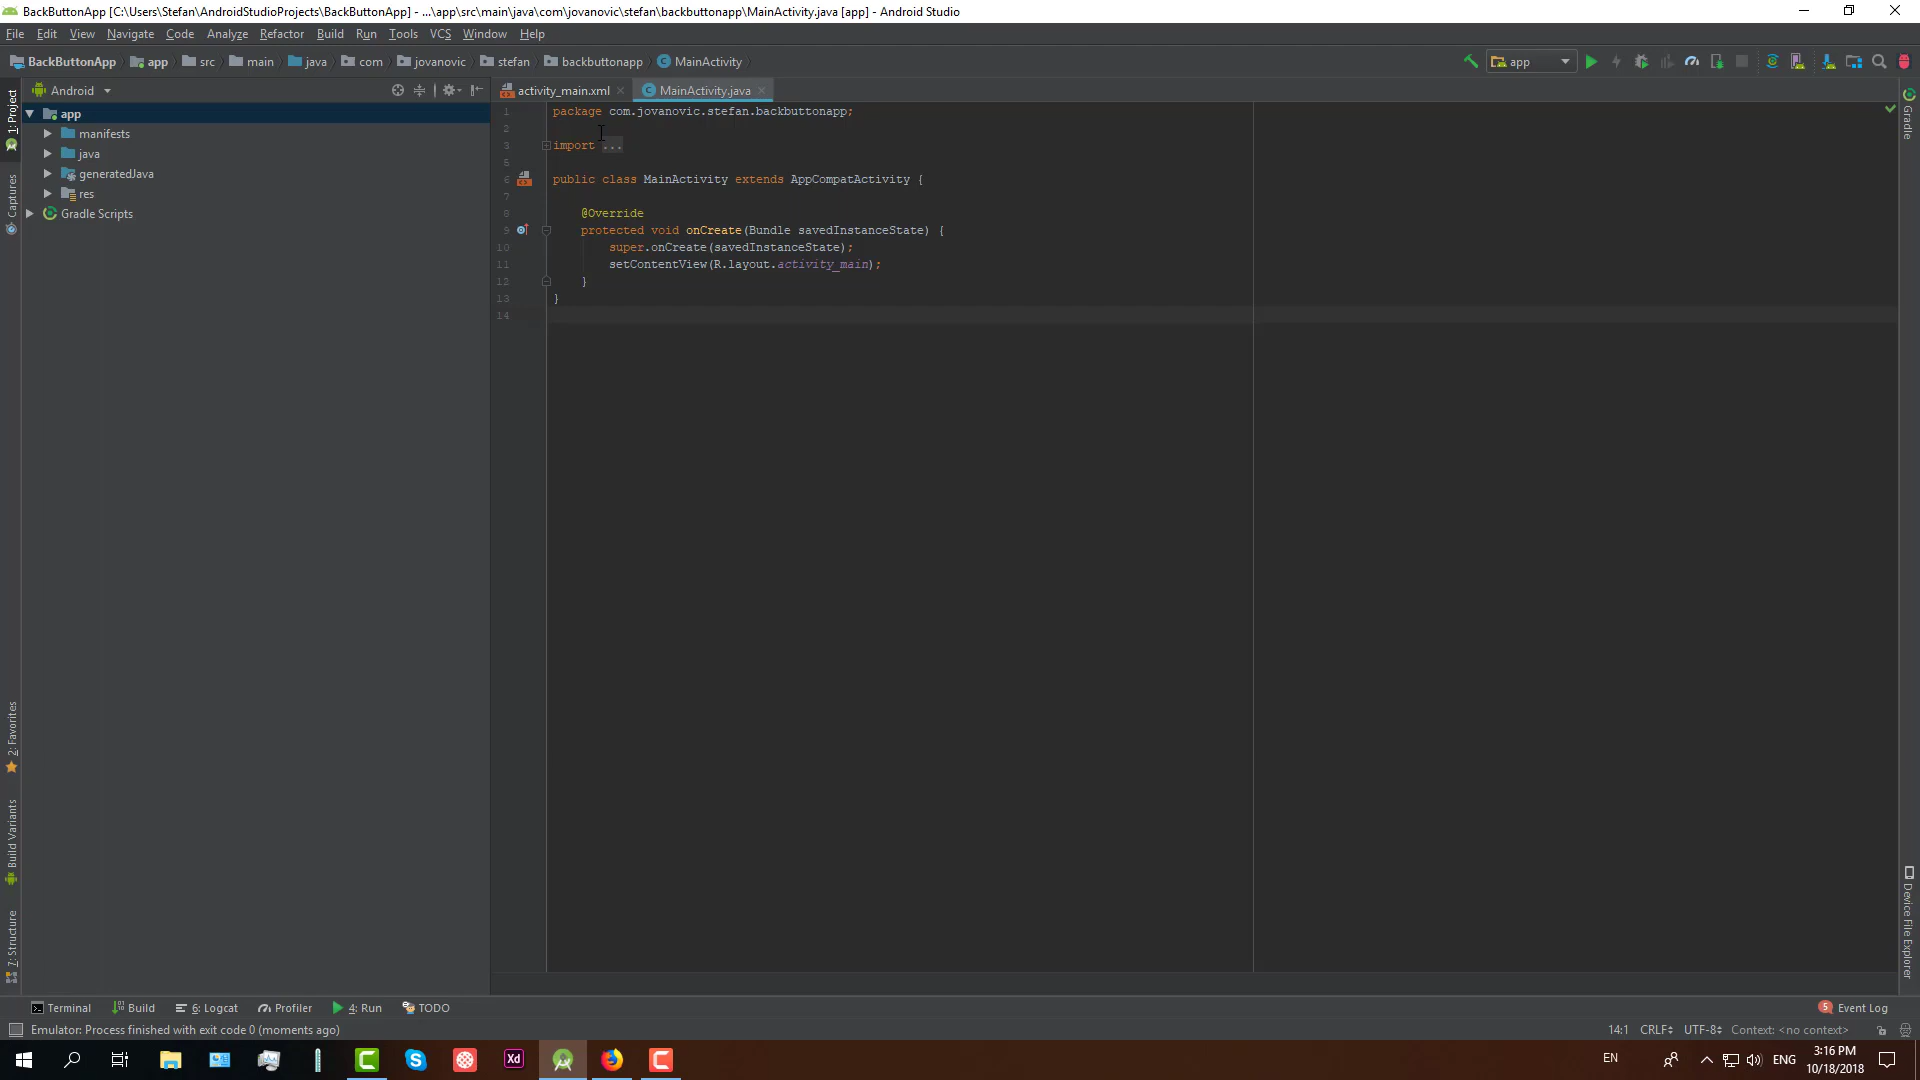 BackButtonApp [C:\Users\Stefan\AndroidStudioProjects\BackButtonApp] - ...\app\src\main\java\com\jovanovic\stefan\backbuttonapp\MainActivity.java [app] - Android Studio
File Edit View Navigate Code Analyze Refactor Build Run Tools VCS Window Help
BackButtonApp app src main java com jovanovic stefan backbuttonapp MainActivity
app
Android
activity_main.xml MainActivity.java
1: Project
Captures
2: Favorites
Build Variants
7: Structure
app
manifests
java
generatedJava
res
Gradle Scripts
1 package com.jovanovic.stefan.backbuttonapp;
2
3 import ...
5
6 public class MainActivity extends AppCompatActivity {
7
8 @Override
9 protected void onCreate(Bundle savedInstanceState) {
10 super.onCreate(savedInstanceState);
11 setContentView(R.layout.activity_main);
12 }
13 }
14
Gradle
Device File Explorer
Terminal Build 6: Logcat Profiler 4: Run TODO
5 Event Log
Emulator: Process finished with exit code 0 (moments ago)
14:1 CRLF UTF-8 Context: <no context>
Xd
EN
ENG
3:16 PM
10/18/2018